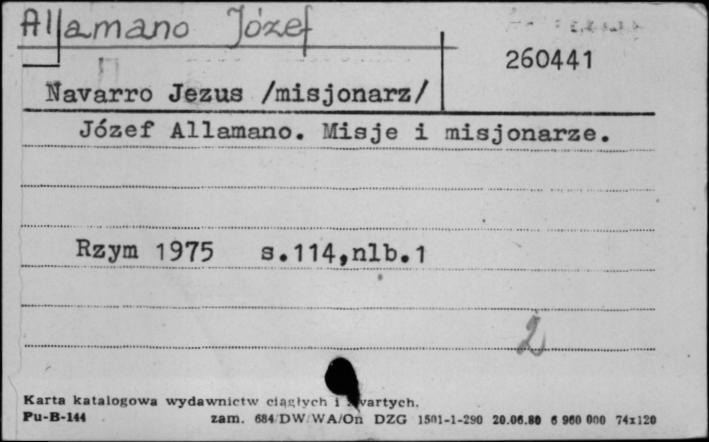 Allamano Józef
260441
Navarro Jezus /misjonarz/
Józef Allamano. Misje i misjonarze.
Rzym 1975 s.114,nlb.1
2
Karta katalogowa wydawnictw ciągłych i zwartych.
Pu-B-144 zam. 684/DW/WA/On DZG 1501-1-290 20.06.80 6 960 000 74x120